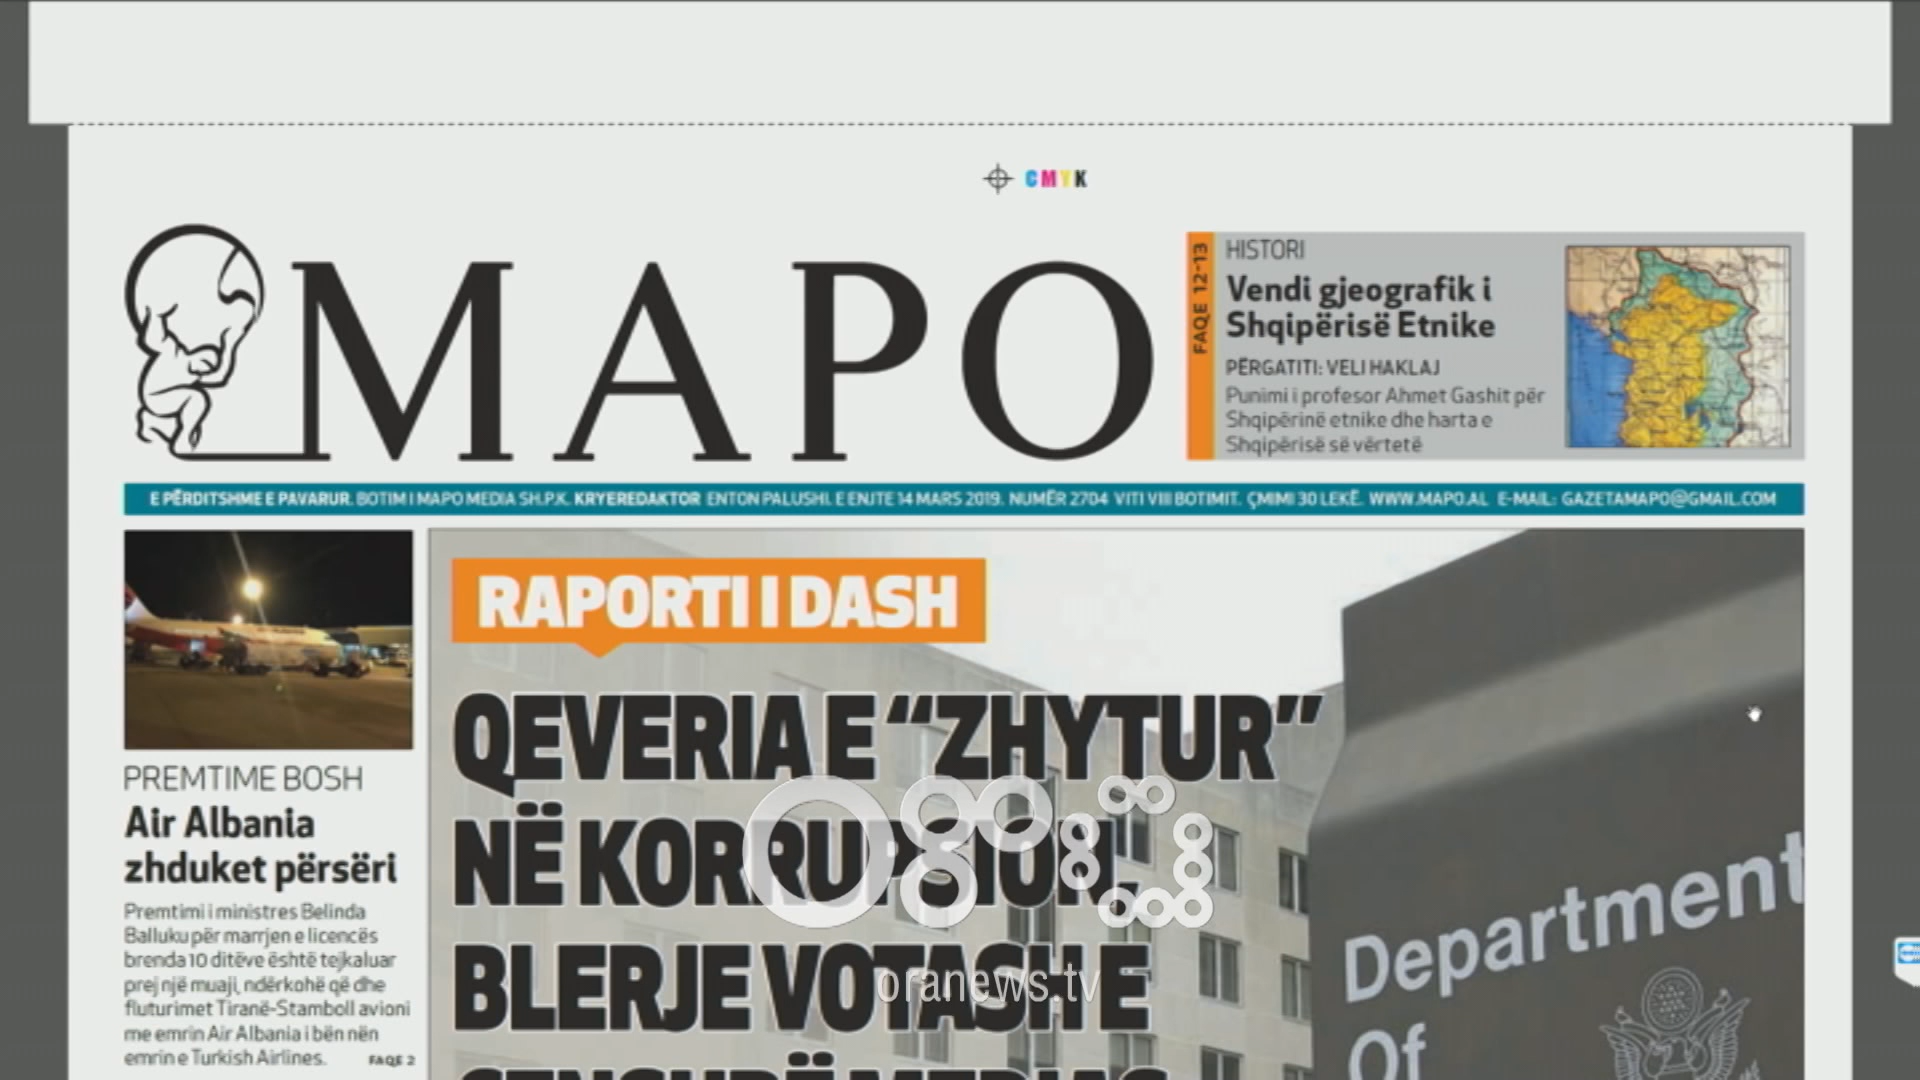 CMYK
MAPO
FAQE 12-13
HISTORI
Vendi gjeografik i
Shqipërisë Etnike
PËRGATITI: VELI HAKLAJ
Punimi i profesor Ahmet Gashit për
Shqipërinë etnike dhe harta e
Shqipërisë së vërtetë
E PËRDITSHME E PAVARUR. BOTIM I MAPO MEDIA SH.P.K. KRYEREDAKTOR ENTON PALUSHI. E ENJTE 14 MARS 2019. NUMËR 2704 VITI VIII BOTIMIT. ÇMIMI 30 LEKË. WWW.MAPO.AL E-MAIL: GAZETAMAPO@GMAIL.COM
PREMTIME BOSH
Air Albania
zhduket përsëri
Premtimi i ministres Belinda
Balluku për marrjen e licencës
brenda 10 ditëve është tejkaluar
prej një muaji, ndërkohë që dhe
fluturimet Tiranë-Stamboll avioni
me emrin Air Albania i bën nën
emrin e Turkish Airlines. FAQE 2
RAPORTI I DASH
QEVERIA E “ZHYTUR”
NË KORRUPSION,
BLERJE VOTASH E
CENSURË MEDIAS
Department
Of
oranews.tv